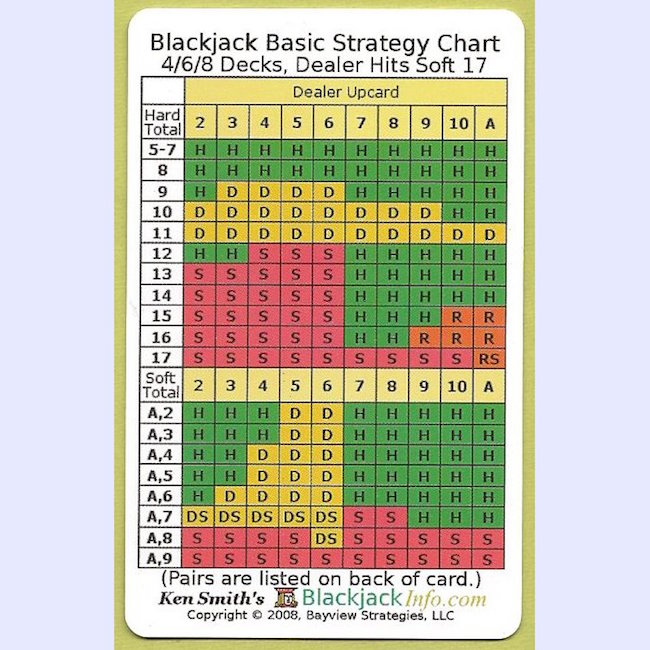 Blackjack Basic Strategy Chart
4/6/8 Decks, Dealer Hits Soft 17
Dealer Upcard
Hard Total 2 3 4 5 6 7 8 9 10 A
5-7 H H H H H H H H H H
8 H H H H H H H H H H
9 H D D D D H H H H H
10 D D D D D D D D H H
11 D D D D D D D D D D
12 H H S S S H H H H H
13 S S S S S H H H H H
14 S S S S S H H H H H
15 S S S S S H H H R R
16 S S S S S H H R R R
17 S S S S S S S S S RS
Soft Total 2 3 4 5 6 7 8 9 10 A
A,2 H H H D D H H H H H
A,3 H H H D D H H H H H
A,4 H H D D D H H H H H
A,5 H H D D D H H H H H
A,6 H D D D D H H H H H
A,7 DS DS DS DS DS S S H H H
A,8 S S S S DS S S S S S
A,9 S S S S S S S S S S
(Pairs are listed on back of card.)
Ken Smith's BlackjackInfo.com
Copyright © 2008, Bayview Strategies, LLC